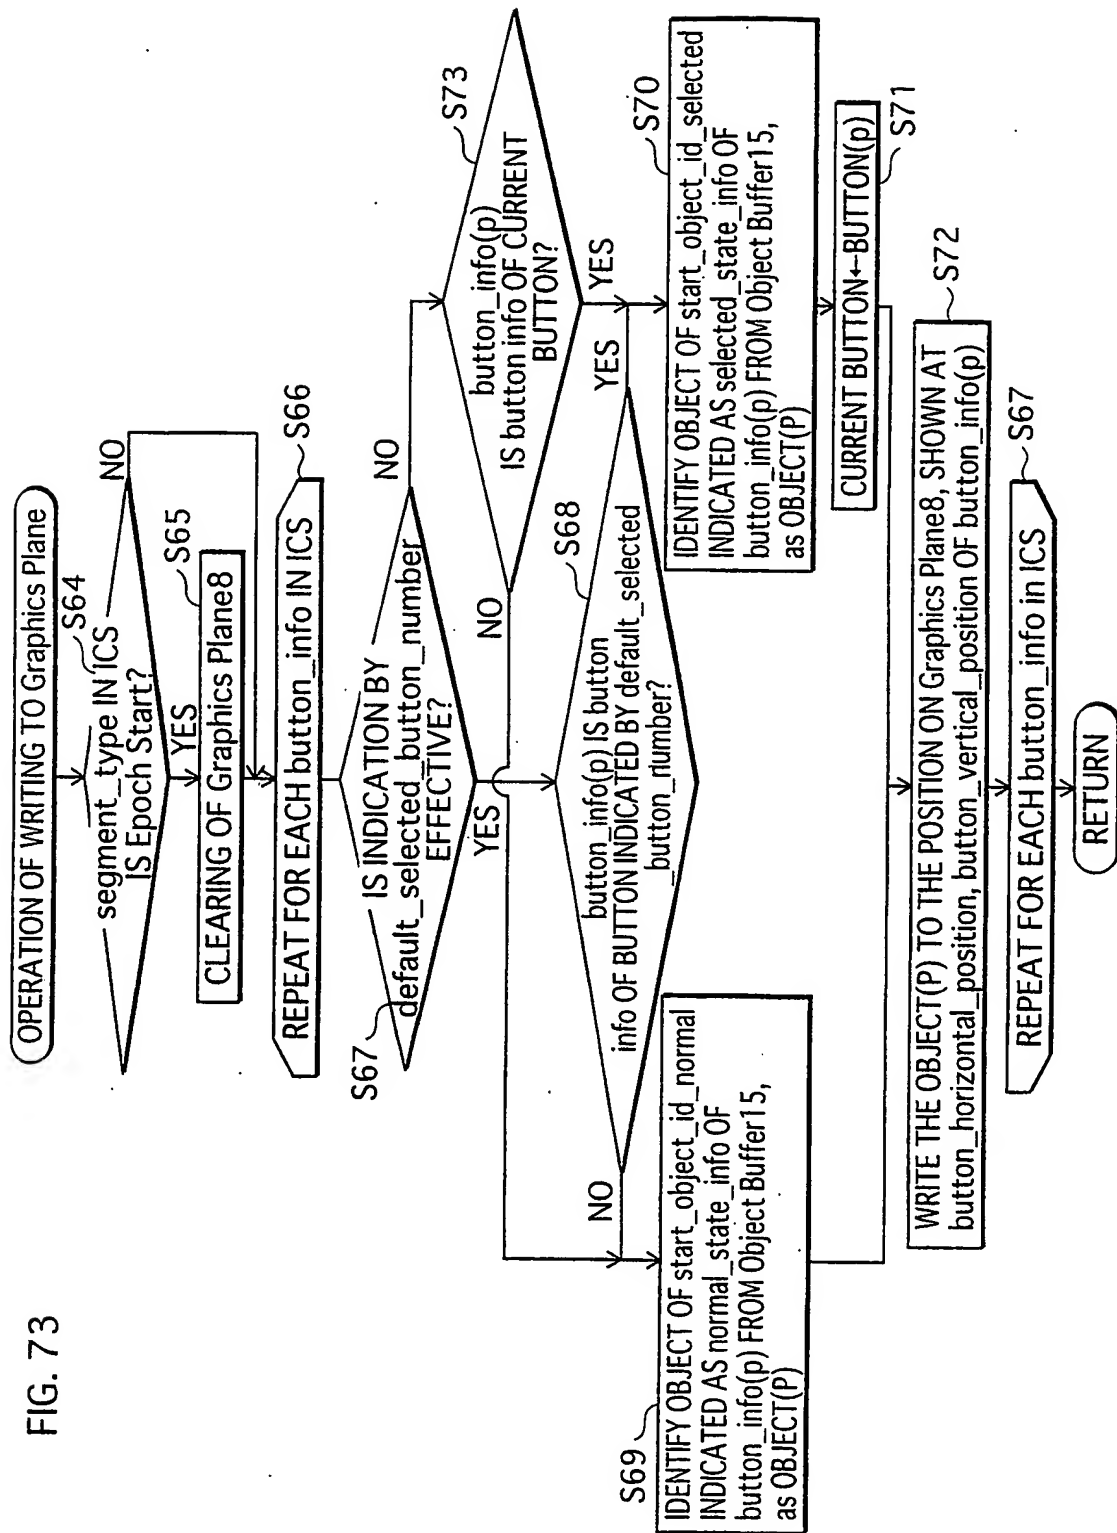 FIG. 73
OPERATION OF WRITING TO Graphics Plane
S64
segment_type IN ICS
IS Epoch Start?
NO
YES
S65
CLEARING OF Graphics Plane8
S66
REPEAT FOR EACH button_info IN ICS
S67
IS INDICATION BY
default_selected_button_number
EFFECTIVE?
NO
YES
S73
button_info(p)
IS button info OF CURRENT
BUTTON?
NO
YES
S68
button_info(p) IS button
info OF BUTTON INDICATED BY default_selected
_button_number?
NO
YES
S69
IDENTIFY OBJECT OF start_object_id_normal
INDICATED AS normal_state_info OF
button_info(p) FROM Object Buffer15,
as OBJECT(P)
S70
IDENTIFY OBJECT OF start_object_id_selected
INDICATED AS selected_state_info OF
button_info(p) FROM Object Buffer15,
as OBJECT(P)
CURRENT BUTTON←BUTTON(p)
S71
S72
WRITE THE OBJECT(P) TO THE POSITION ON Graphics Plane8, SHOWN AT
button_horizontal_position, button_vertical_position OF button_info(p)
S67
REPEAT FOR EACH button_info in ICS
RETURN